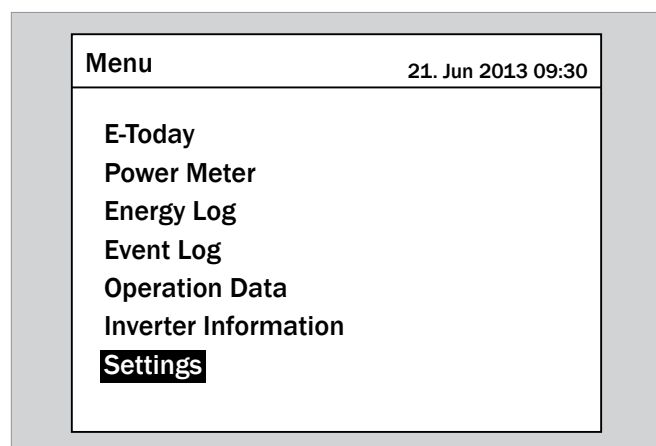 Menu
21. Jun 2013 09:30
E-Today
Power Meter
Energy Log
Event Log
Operation Data
Inverter Information
Settings